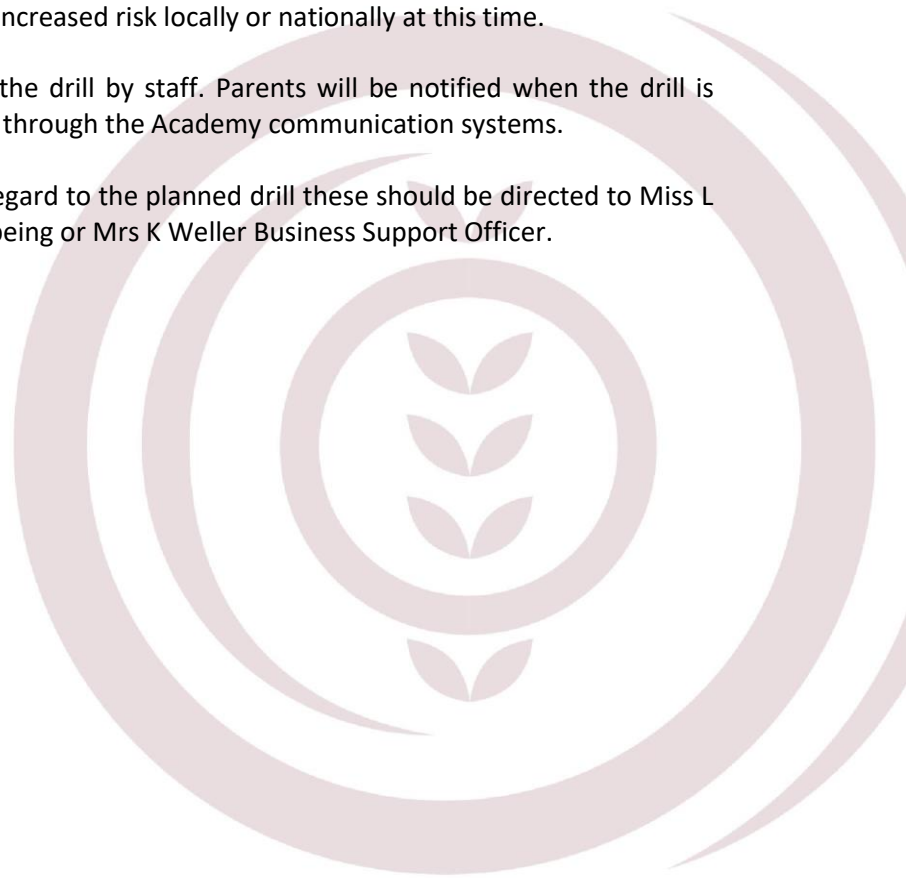 increased risk locally or nationally at this time.
the drill by staff. Parents will be notified when the drill is
through the Academy communication systems.
egard to the planned drill these should be directed to Miss L
being or Mrs K Weller Business Support Officer.